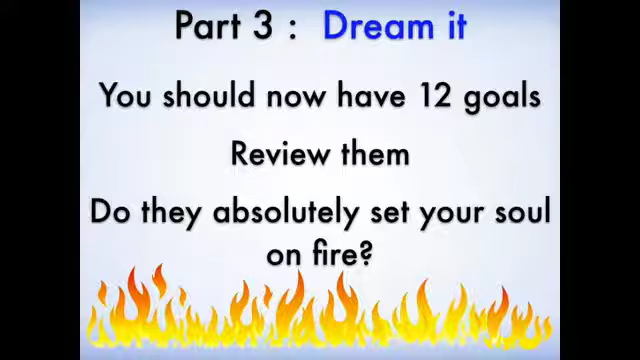 Part 3 : Dream it
You should now have 12 goals
Review them
Do they absolutely set your soul
on fire?